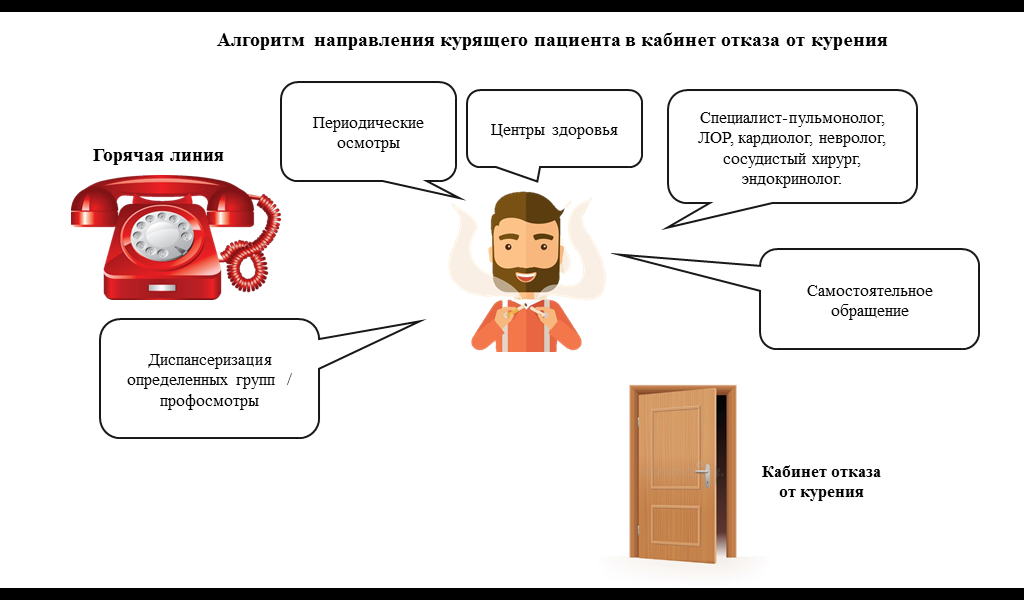 Алгоритм направления курящего пациента в кабинет отказа от курения
Горячая линия
Периодические
осмотры
Центры здоровья
Специалист-пульмонолог,
ЛОР, кардиолог, невролог,
сосудистый хирург,
эндокринолог.
Самостоятельное
обращение
Диспансеризация
определенных групп /
профосмотры
Кабинет отказа
от курения